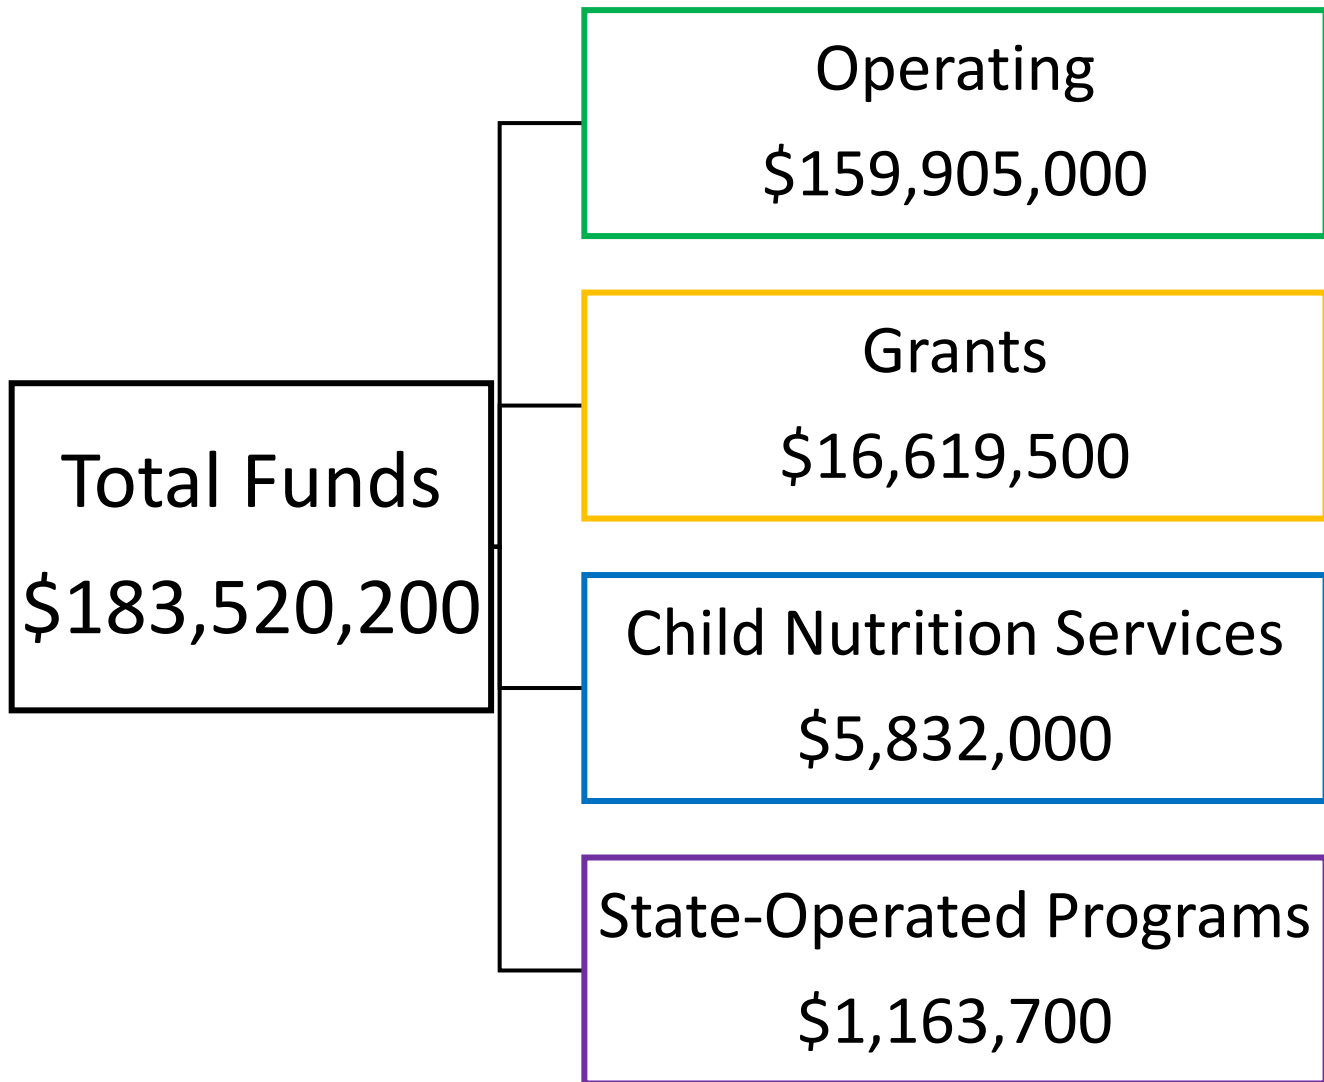 Total Funds
$183,520,200
Operating
$159,905,000
Grants
$16,619,500
Child Nutrition Services
$5,832,000
State-Operated Programs
$1,163,700